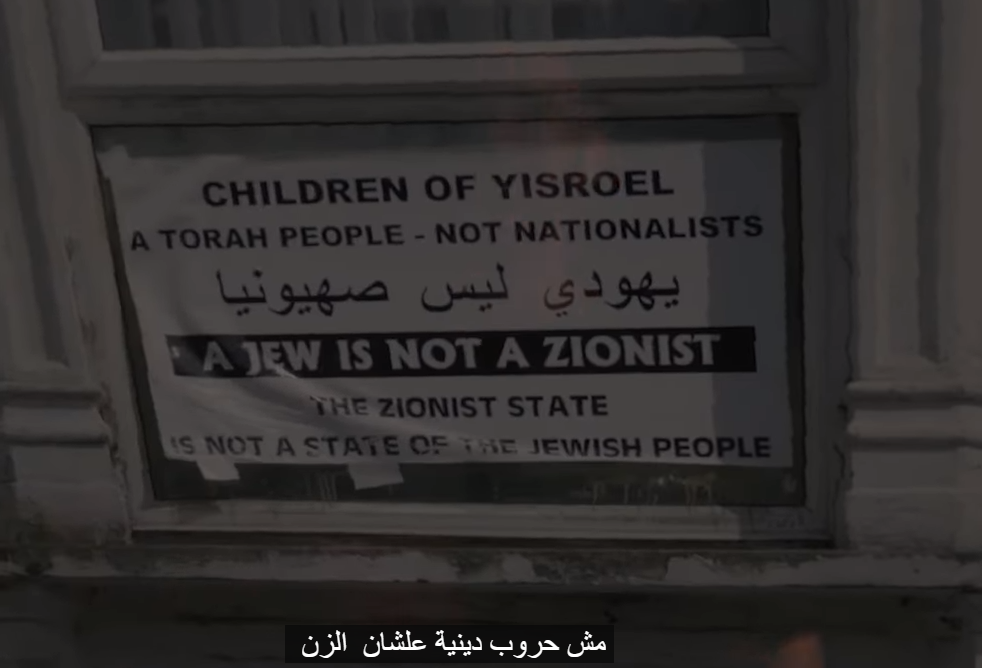 CHILDREN OF YISROEL
A TORAH PEOPLE - NOT NATIONALISTS
يهودي ليس صهيونيا
A JEW IS NOT A ZIONIST
THE ZIONIST STATE
IS NOT A STATE OF THE JEWISH PEOPLE
مش حروب دينية علشان الزن